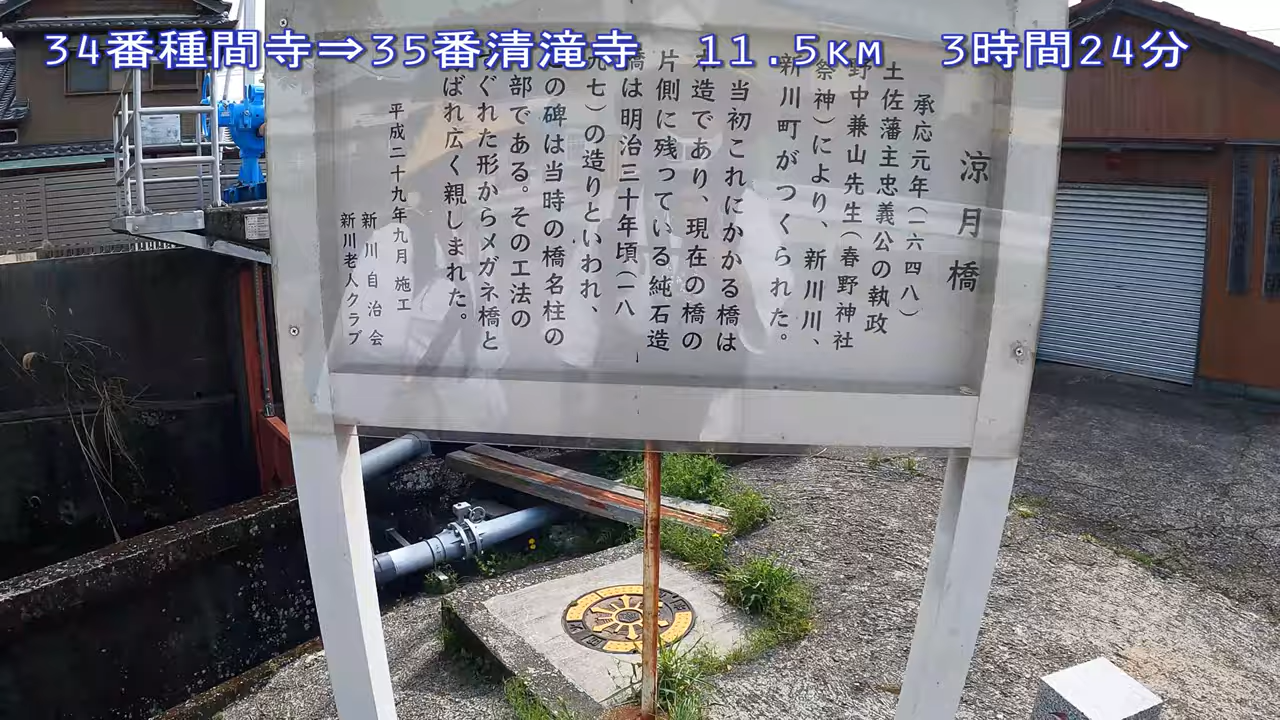 34番種間寺⇒35番清滝寺　11.5KM　3時間24分
涼月橋
承応元年(一六四八)
土佐藩主忠義公の執政
野中兼山先生(春野神社
祭神)により、新川川、
新川町がつくられた。
当初これにかかる橋は
造であり、現在の橋の
片側に残っている純石造
橋は明治三十年頃(一八
九七)の造りといわれ、
の碑は当時の橋名柱の
部である。その工法の
ぐれた形からメガネ橋と
ばれ広く親しまれた。
平成二十九年九月 施工
新川自治会
新川老人クラブ